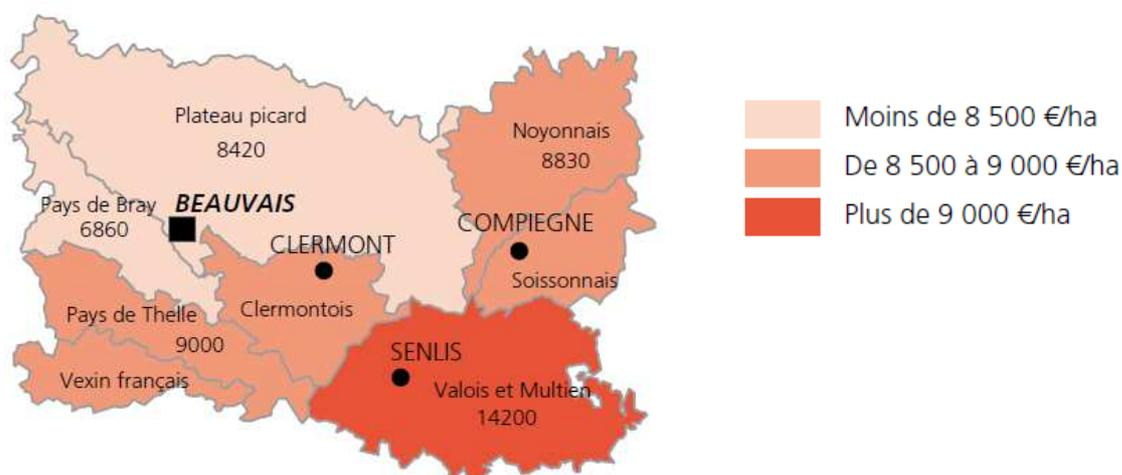 Plateau picard
8420
Noyonnais
8830
Pays de Bray
6860
BEAUVAIS
CLERMONT
COMPIEGNE
Soissonnais
Clermontois
Pays de Thelle
9000
Vexin français
SENLIS
Valois et Multien
14200
Moins de 8 500 €/ha
De 8 500 à 9 000 €/ha
Plus de 9 000 €/ha